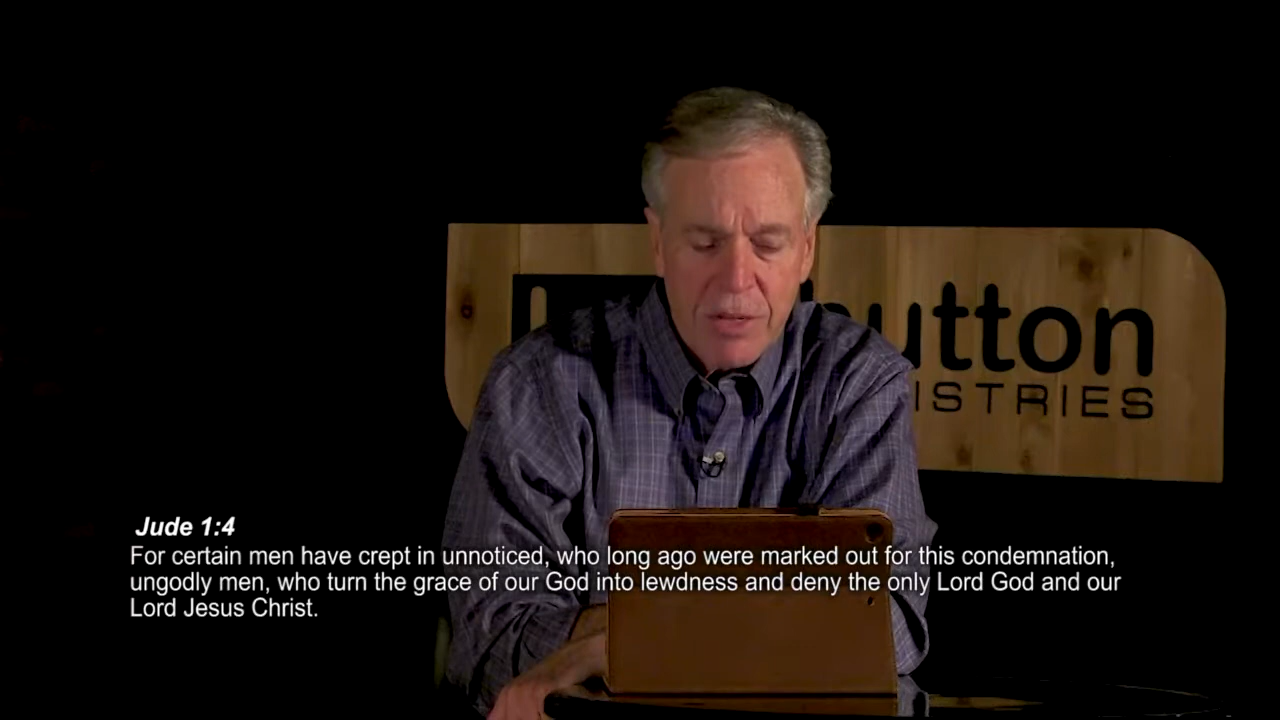 utton
ISTRIES
Jude 1:4
For certain men have crept in unnoticed, who long ago were marked out for this condemnation,
ungodly men, who turn the grace of our God into lewdness and deny the only Lord God and our
Lord Jesus Christ.